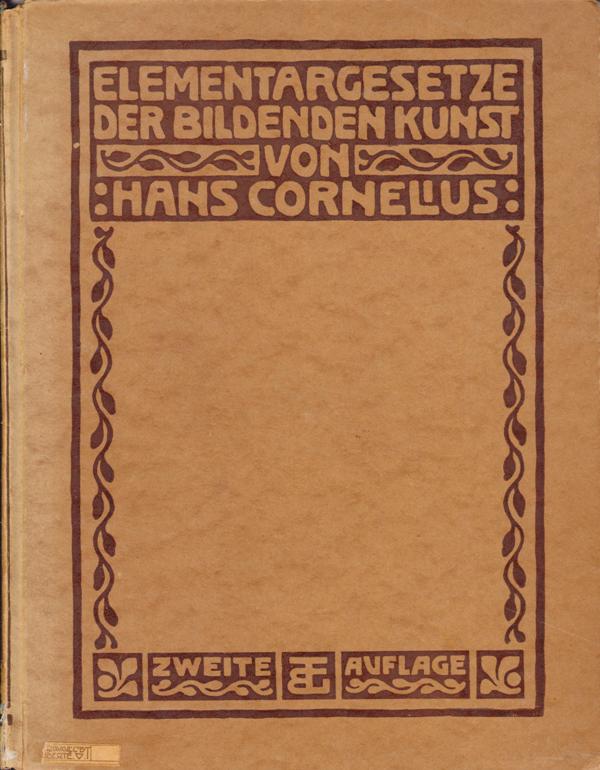 ELEMENTARGESETZE
DER BILDENDEN KUNST
VON
:HANS CORNELIUS:
ZWEITE AUFLAGE